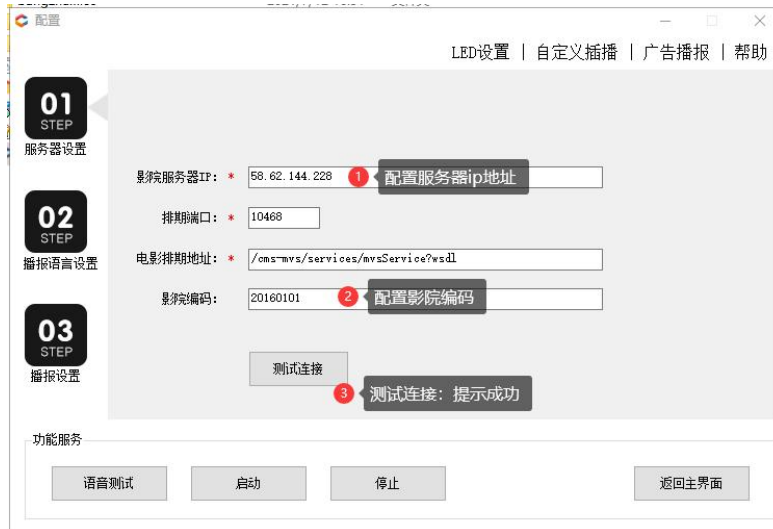 配置
LED设置 | 自定义插播 | 广告播报 | 帮助
01
STEP
服务器设置
影院服务器IP: * 58.62.144.228 1 配置服务器ip地址
02
STEP
播报语言设置
排期端口: * 10468
电影排期地址: * /cms-mvs/services/mvsService?wsdl
影院编码: 20160101 2 配置影院编码
03
STEP
播报设置
测试连接
3 测试连接：提示成功
功能服务
语音测试 启动 停止 返回主界面